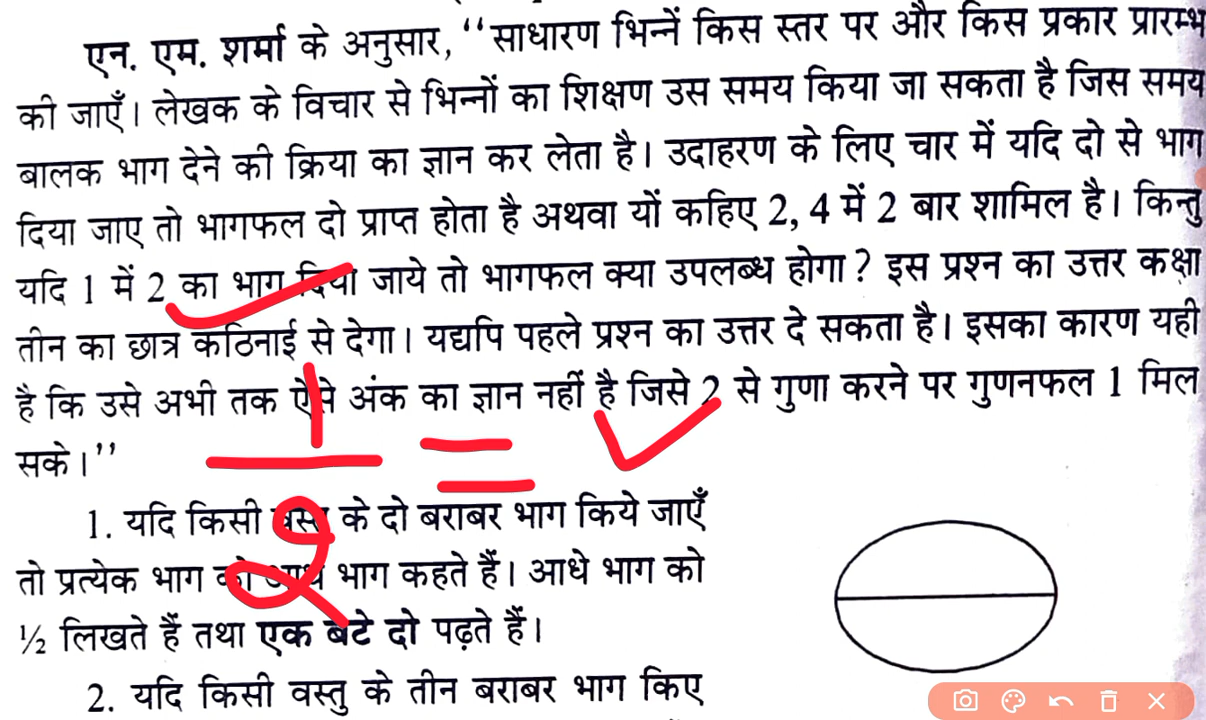 एन. एम. शर्मा के अनुसार, ‘‘साधारण भिन्नें किस स्तर पर और किस प्रकार प्रारम्भ
की जाएँ। लेखक के विचार से भिन्नों का शिक्षण उस समय किया जा सकता है जिस समय
बालक भाग देने की क्रिया का ज्ञान कर लेता है। उदाहरण के लिए चार में यदि दो से भाग
दिया जाए तो भागफल दो प्राप्त होता है अथवा यों कहिए 2, 4 में 2 बार शामिल है। किन्तु
यदि 1 में 2 का भाग दिया जाये तो भागफल क्या उपलब्ध होगा? इस प्रश्न का उत्तर कक्षा
तीन का छात्र कठिनाई से देगा। यद्यपि पहले प्रश्न का उत्तर दे सकता है। इसका कारण यही
है कि उसे अभी तक ऐसे अंक का ज्ञान नहीं है जिसे 2 से गुणा करने पर गुणनफल 1 मिल
सके।’’
1/2 =
1. यदि किसी वस्तु के दो बराबर भाग किये जाएँ
तो प्रत्येक भाग को आधा भाग कहते हैं। आधे भाग को
½ लिखते हैं तथा एक बटे दो पढ़ते हैं।
2. यदि किसी वस्तु के तीन बराबर भाग किए